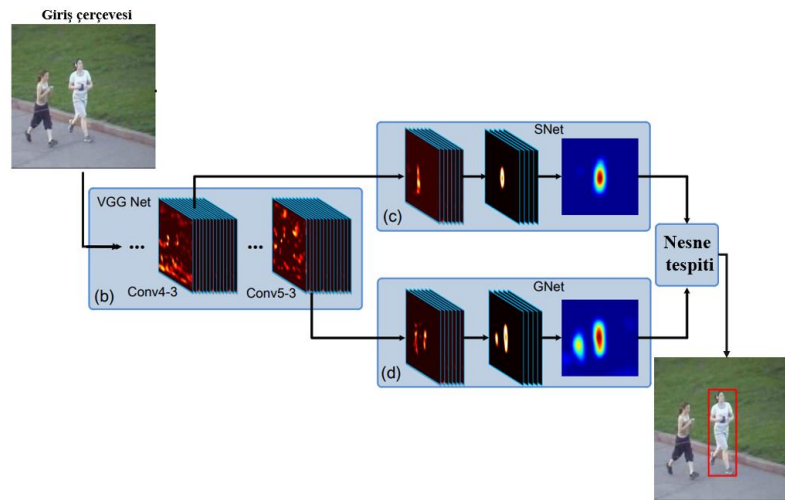 Giriş çerçevesi
VGG Net
...
...
(b)
Conv4-3
Conv5-3
SNet
(c)
GNet
(d)
Nesne
tespiti